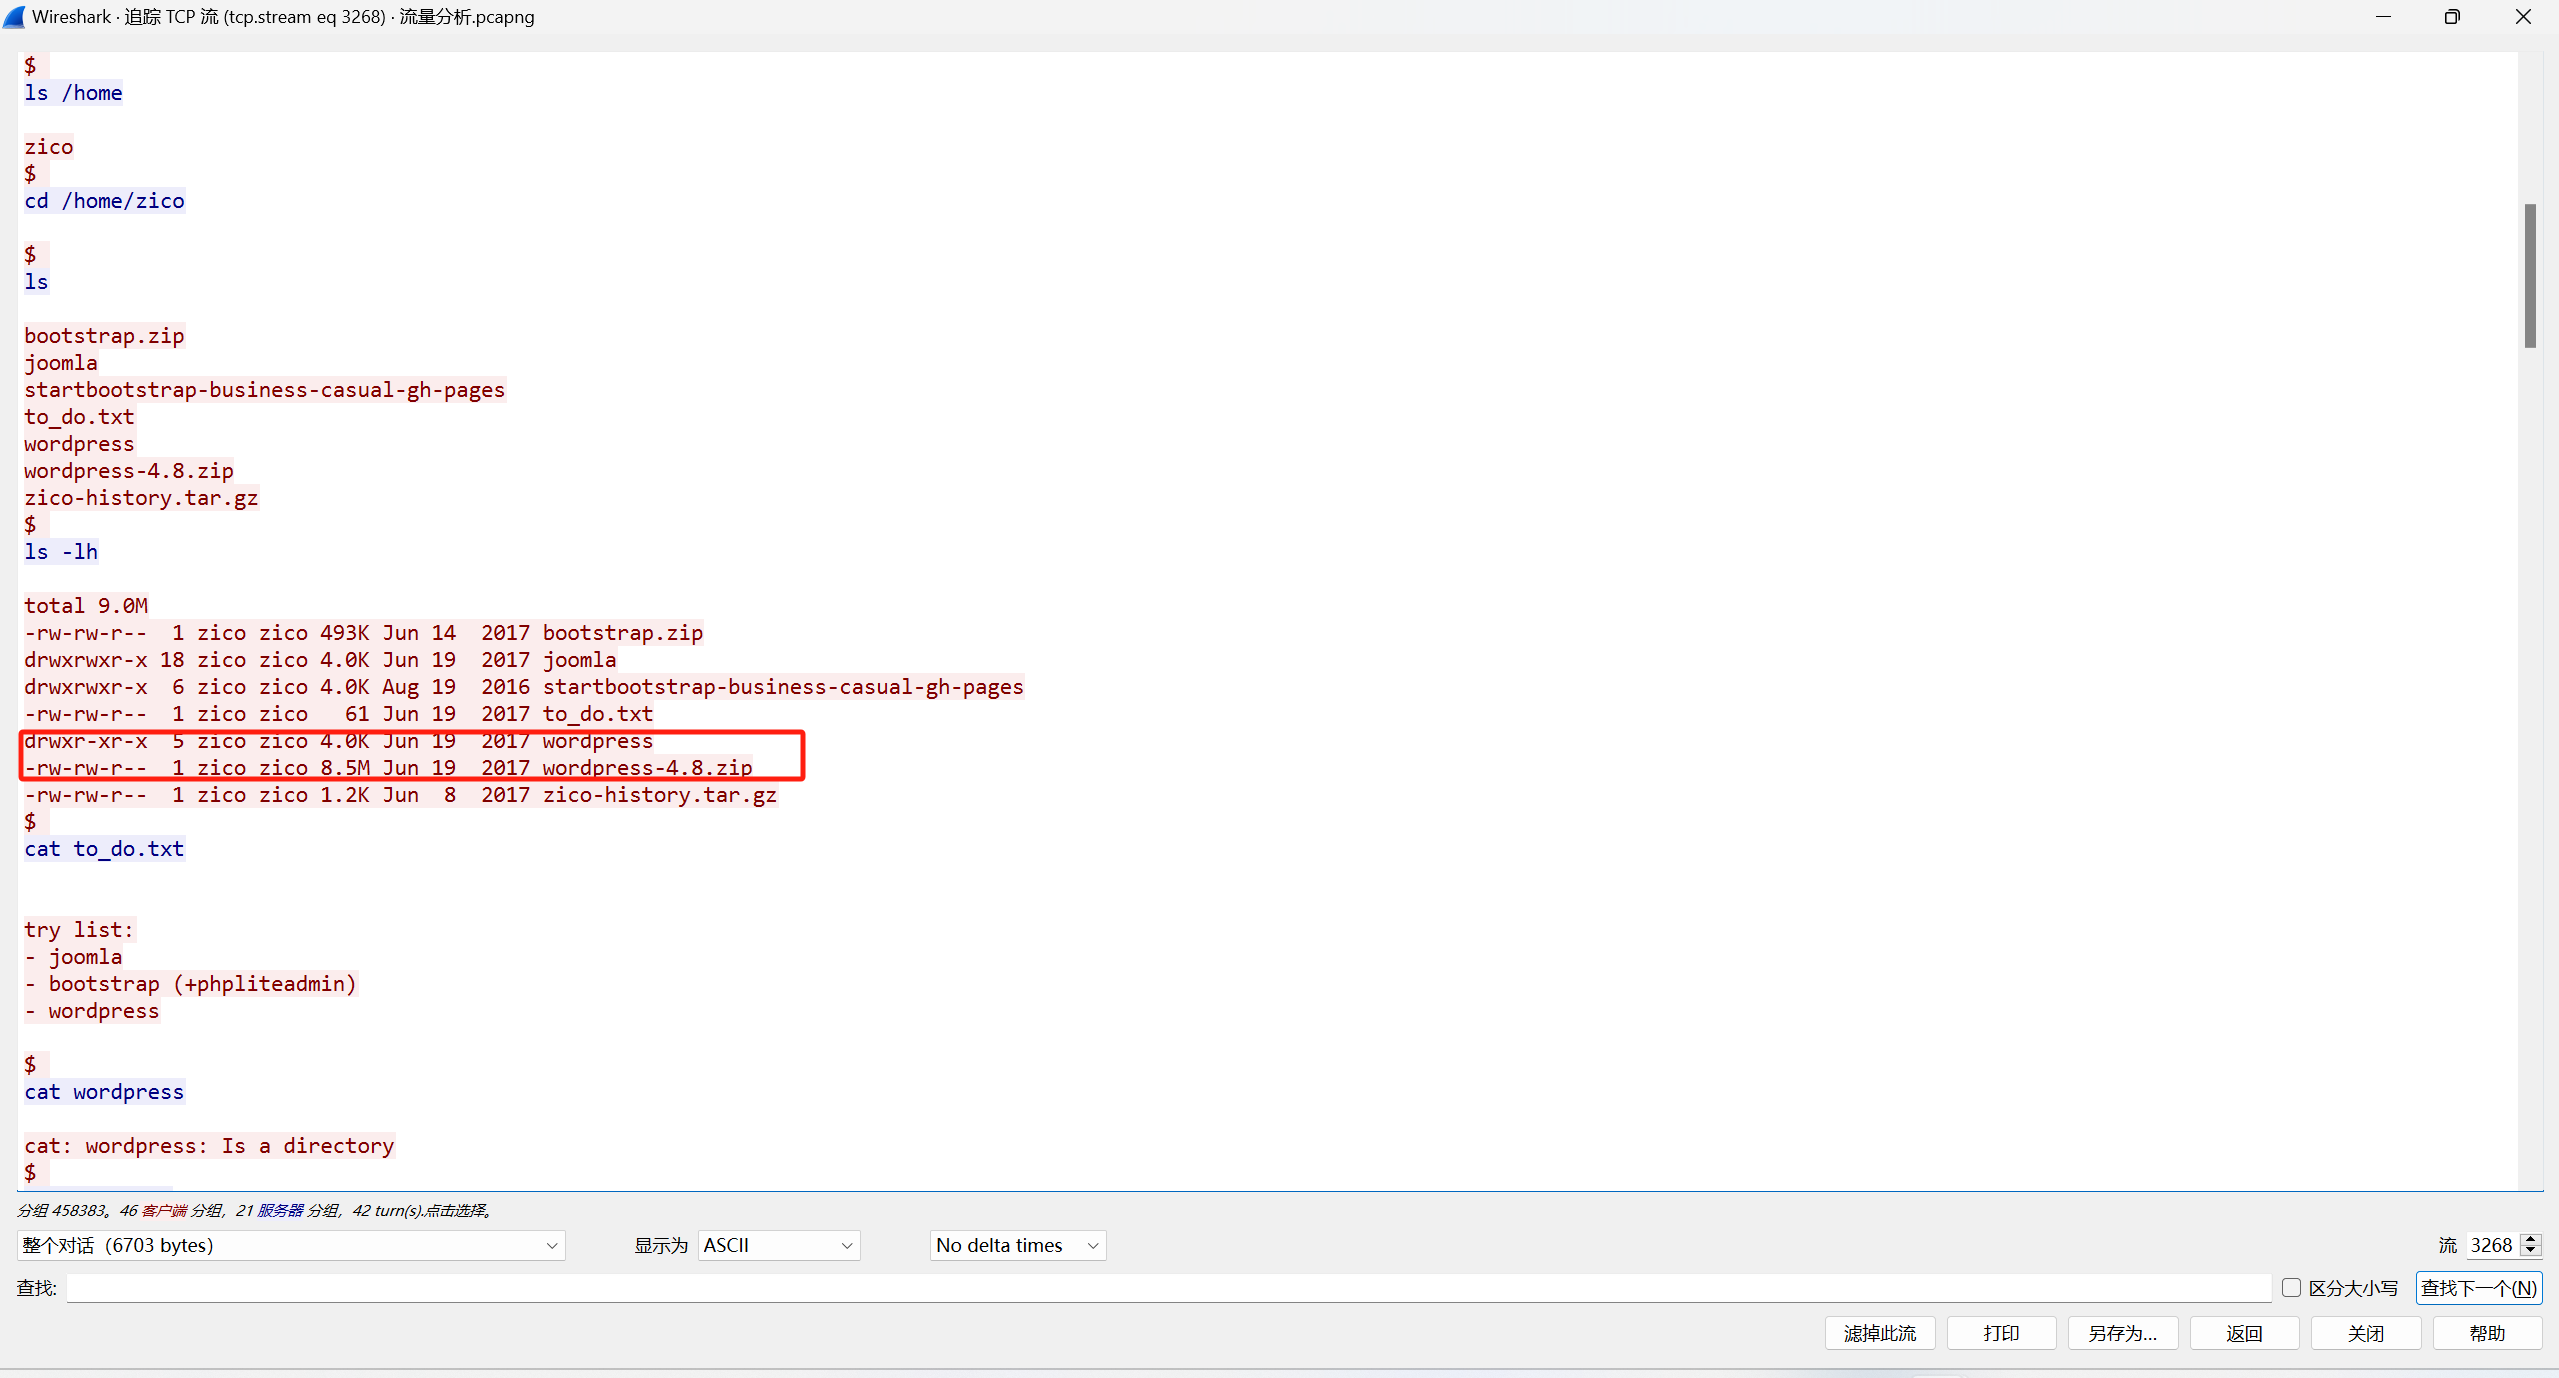 Wireshark · 追踪 TCP 流 (tcp.stream eq 3268) · 流量分析.pcapng
$
ls /home
zico
$
cd /home/zico
$
ls
bootstrap.zip
joomla
startbootstrap-business-casual-gh-pages
to_do.txt
wordpress
wordpress-4.8.zip
zico-history.tar.gz
$
ls -lh
total 9.0M
-rw-rw-r--  1 zico zico 493K Jun 14  2017 bootstrap.zip
drwxrwxr-x 18 zico zico 4.0K Jun 19  2017 joomla
drwxrwxr-x  6 zico zico 4.0K Aug 19  2016 startbootstrap-business-casual-gh-pages
-rw-rw-r--  1 zico zico   61 Jun 19  2017 to_do.txt
drwxr-xr-x  5 zico zico 4.0K Jun 19  2017 wordpress
-rw-rw-r--  1 zico zico 8.5M Jun 19  2017 wordpress-4.8.zip
-rw-rw-r--  1 zico zico 1.2K Jun  8  2017 zico-history.tar.gz
$
cat to_do.txt
try list:
- joomla
- bootstrap (+phpliteadmin)
- wordpress
$
cat wordpress
cat: wordpress: Is a directory
$
分组 458383。46 客户端 分组，21 服务器 分组，42 turn(s).点击选择。
整个对话（6703 bytes） 显示为 ASCII No delta times 流 3268
查找: 区分大小写 查找下一个(N)
滤掉此流 打印 另存为... 返回 关闭 帮助